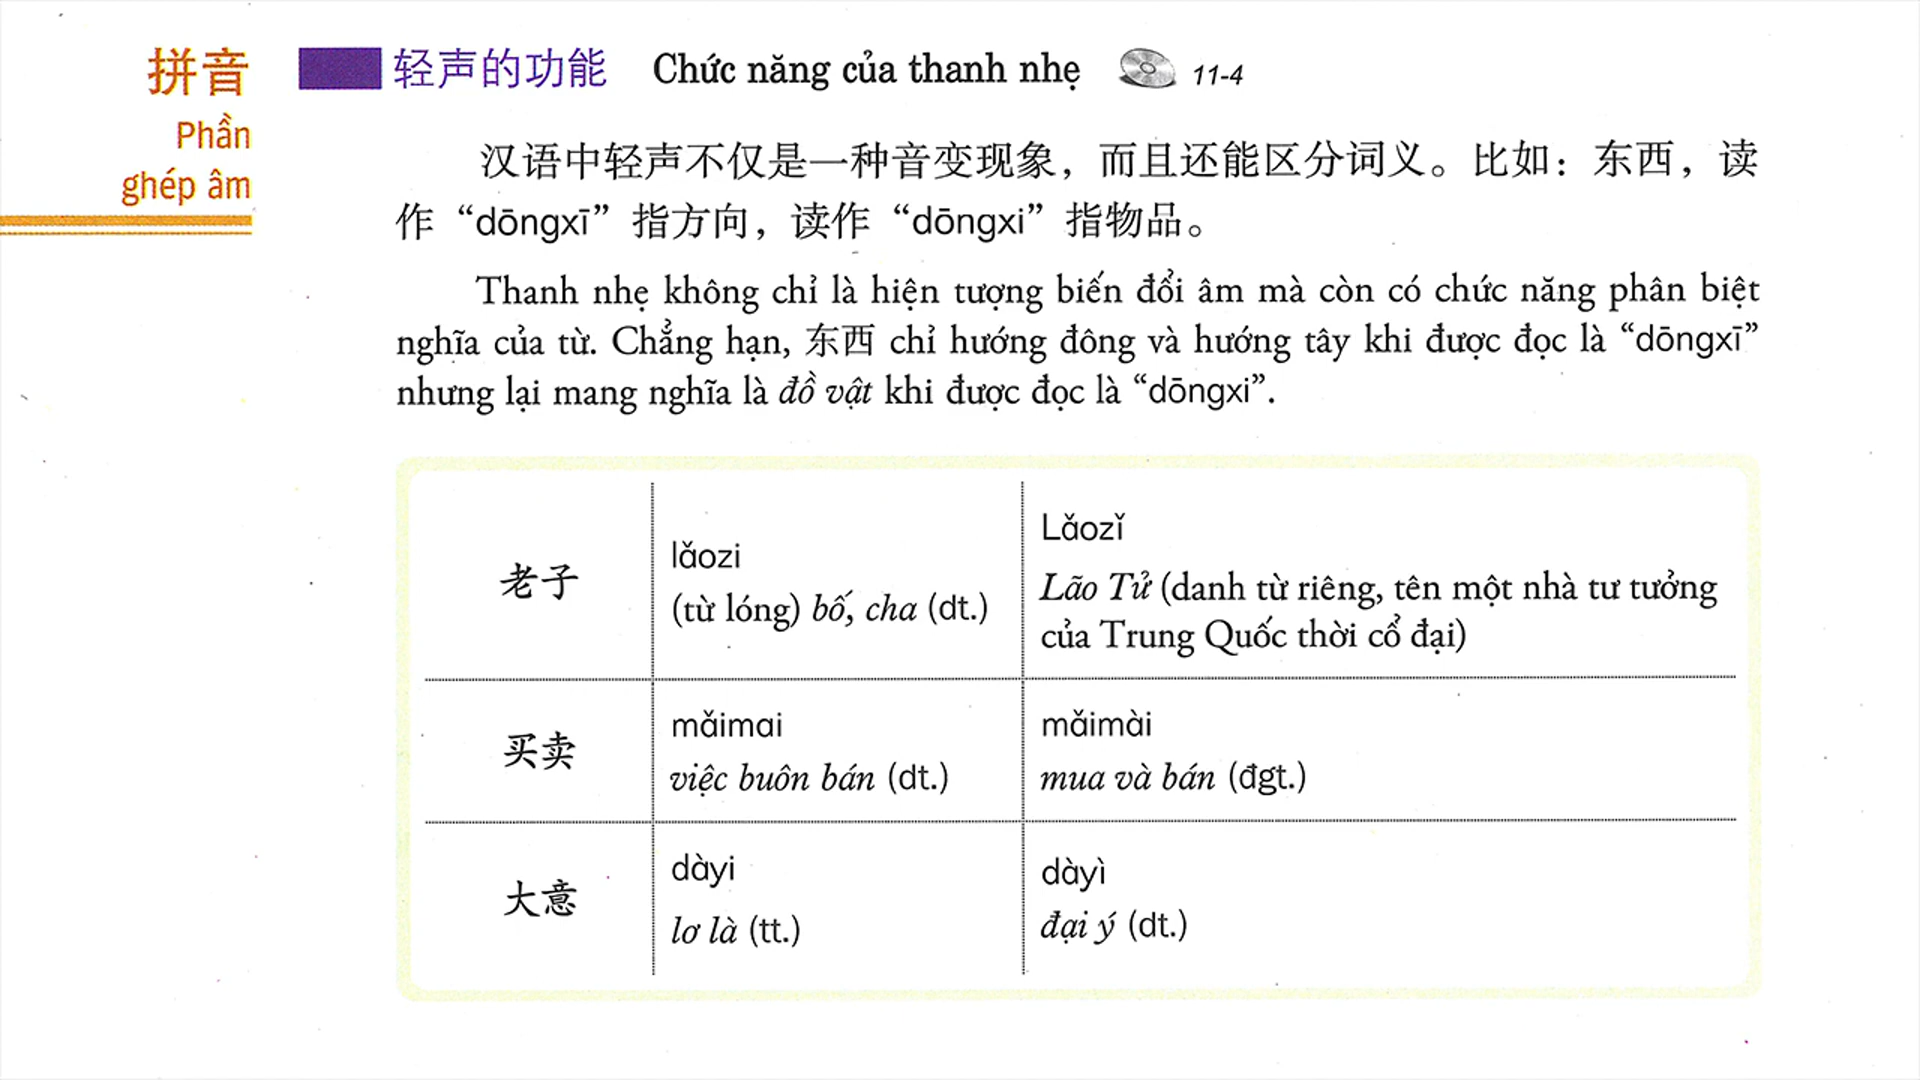 拼音
Phần
ghép âm
轻声的功能 Chức năng của thanh nhẹ 11-4
汉语中轻声不仅是一种音变现象，而且还能区分词义。比如：东西，读
作“dōngxī”指方向，读作“dōngxi”指物品。
Thanh nhẹ không chỉ là hiện tượng biến đổi âm mà còn có chức năng phân biệt
nghĩa của từ. Chẳng hạn, 东西 chỉ hướng đông và hướng tây khi được đọc là “dōngxī”
nhưng lại mang nghĩa là đồ vật khi được đọc là “dōngxi”.
老子
lǎozi
(từ lóng) bố, cha (dt.)
Lǎozǐ
Lão Tử (danh từ riêng, tên một nhà tư tưởng
của Trung Quốc thời cổ đại)
买卖
mǎimai
việc buôn bán (dt.)
mǎimài
mua và bán (đgt.)
大意
dàyi
lơ là (tt.)
dàyì
đại ý (dt.)